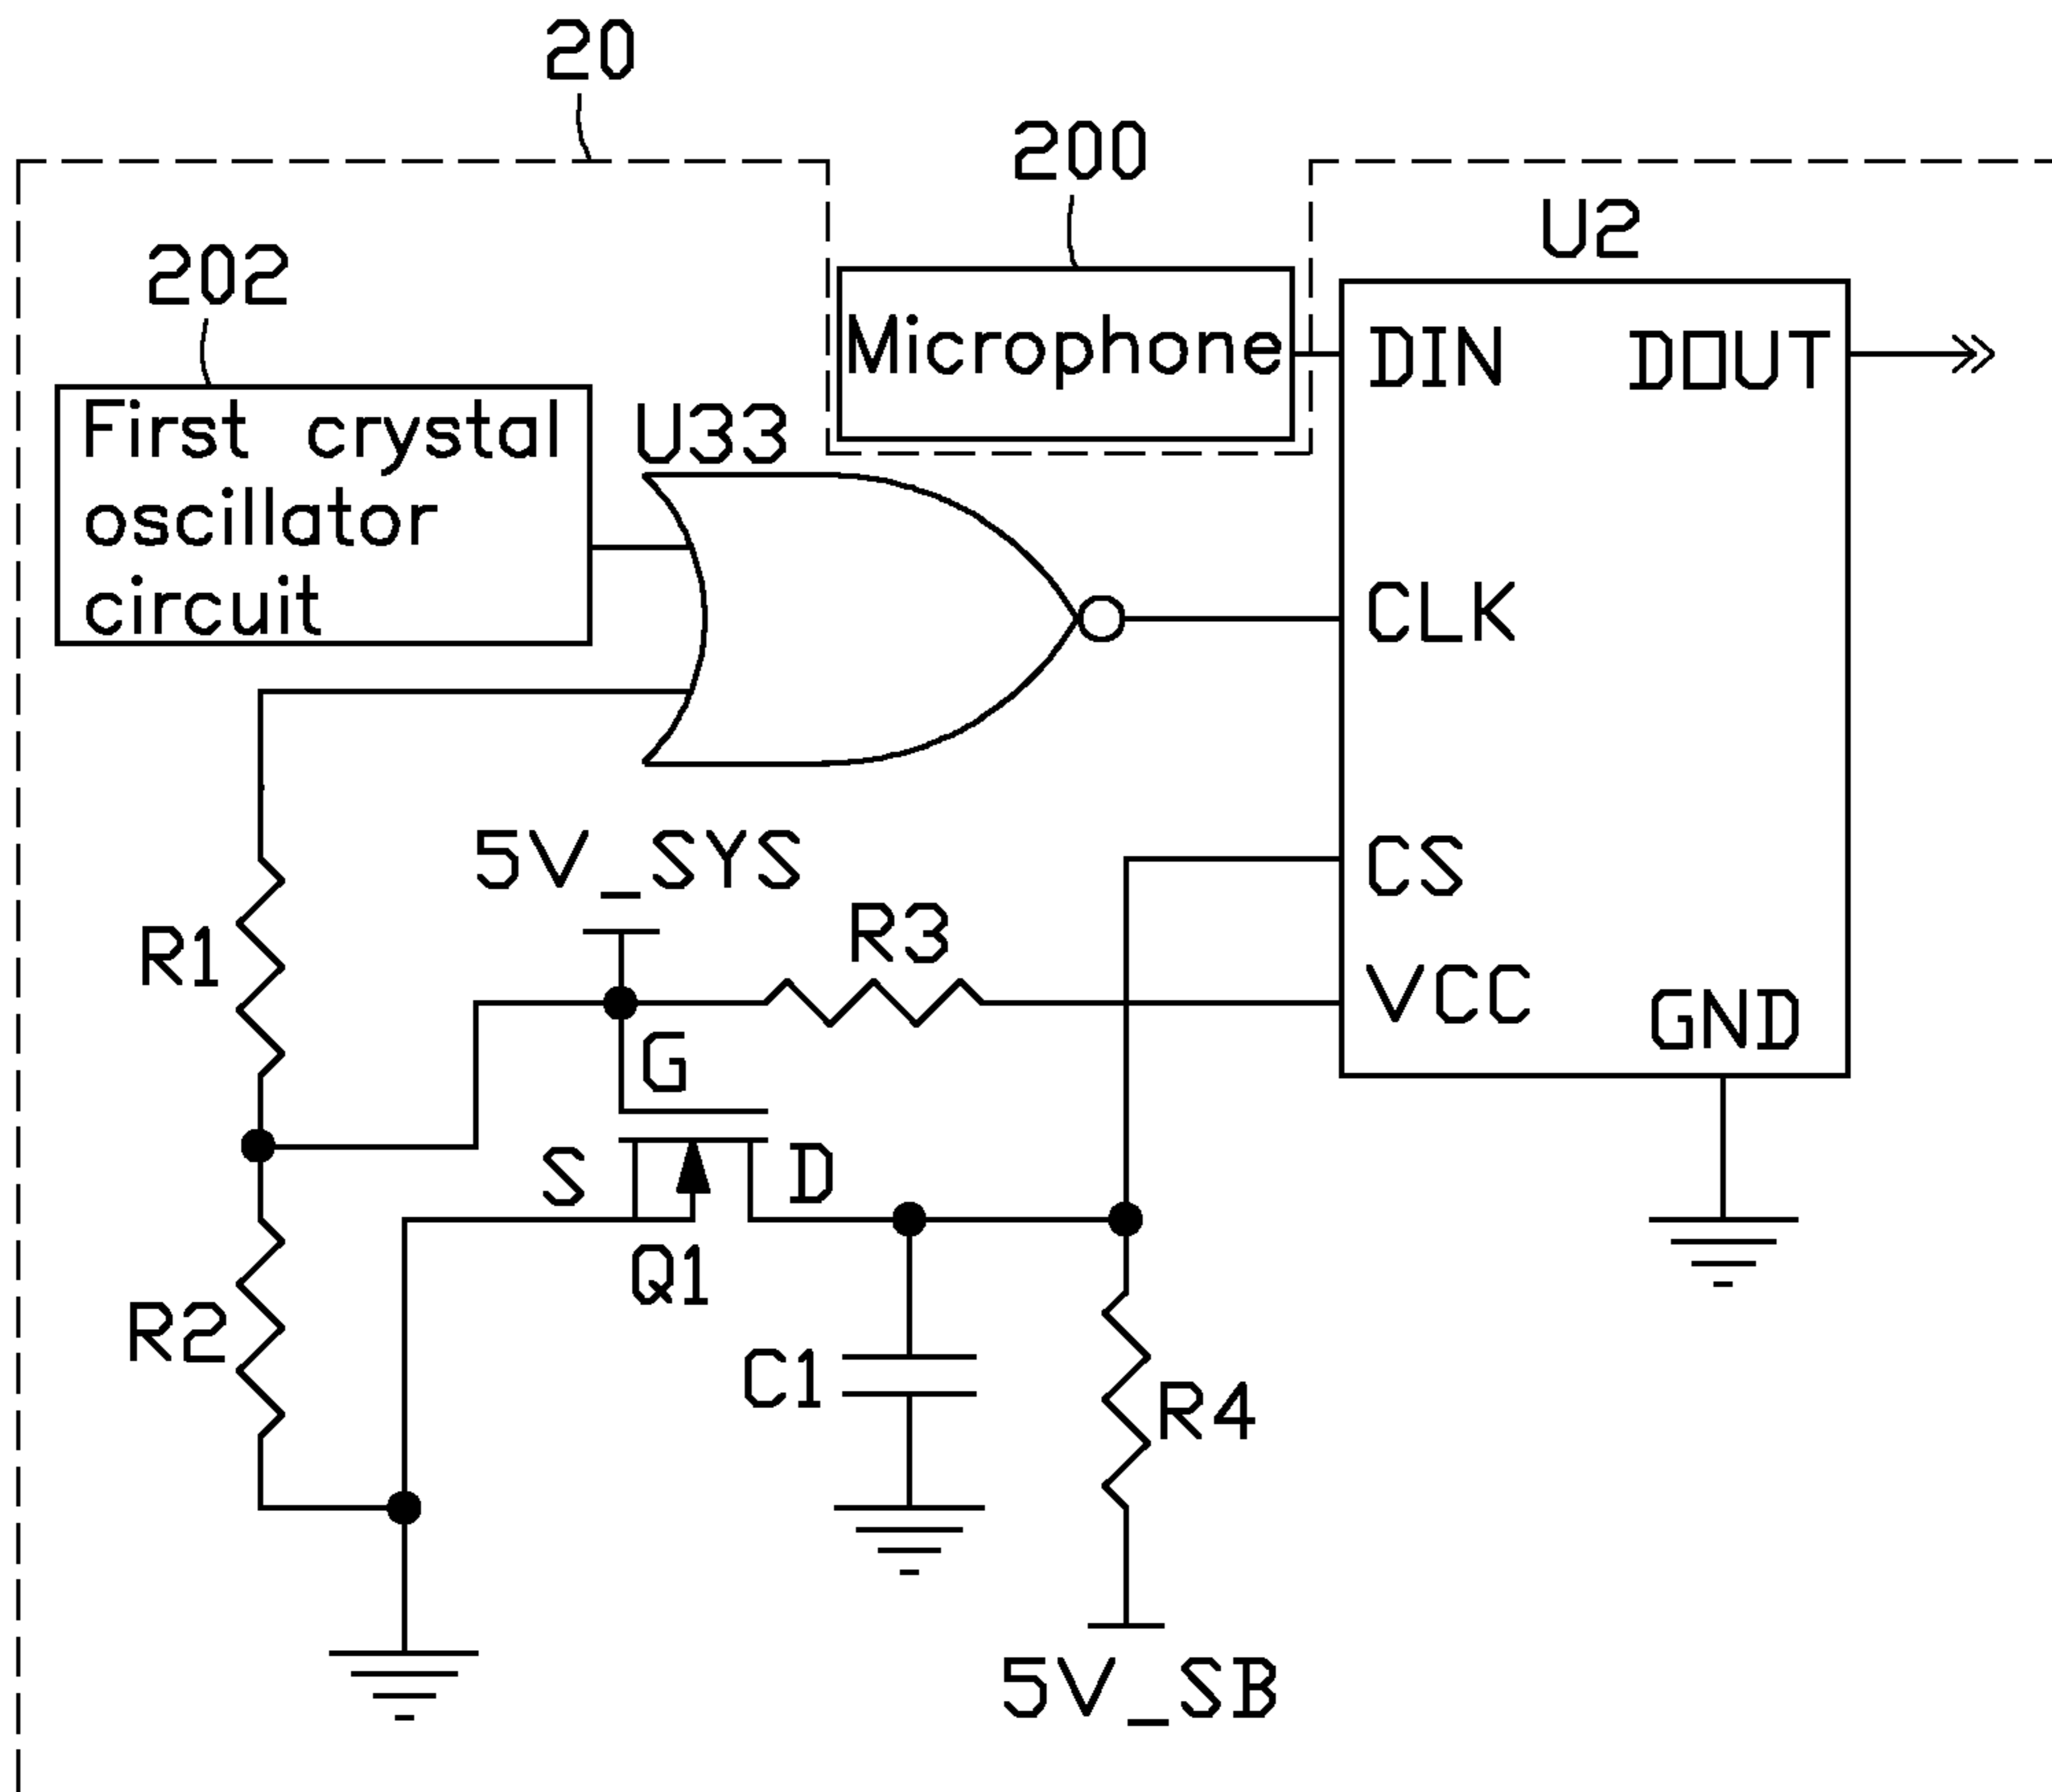 20
200
U2
202
Microphone
DIN
DOUT
First crystal
oscillator
circuit
U33
CLK
5V_SYS
CS
R1
R3
VCC
GND
G
S
D
Q1
R2
C1
R4
5V_SB